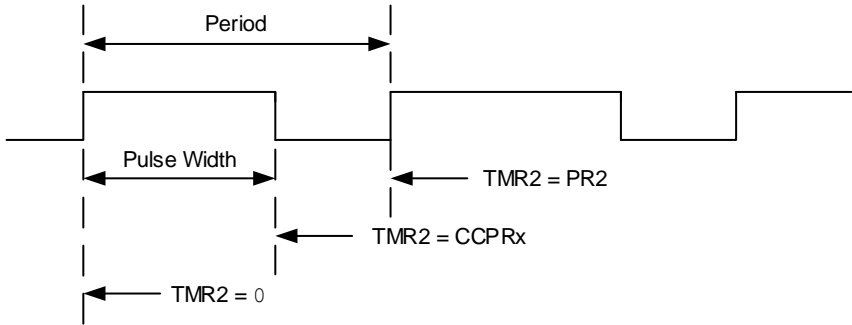 Period
Pulse Width
TMR2 = PR2
TMR2 = CCPRx
TMR2 = 0